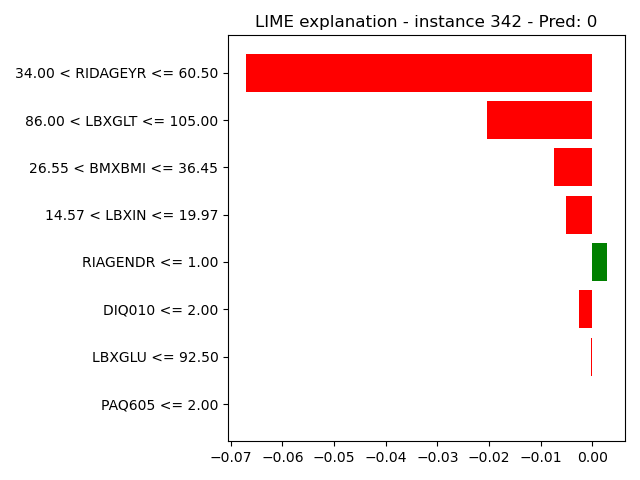 LIME explanation - instance 342 - Pred: 0
34.00 < RIDAGEYR <= 60.50
86.00 < LBXGLT <= 105.00
26.55 < BMXBMI <= 36.45
14.57 < LBXIN <= 19.97
RIAGENDR <= 1.00
DIQ010 <= 2.00
LBXGLU <= 92.50
PAQ605 <= 2.00
−0.07 −0.06 −0.05 −0.04 −0.03 −0.02 −0.01 0.00